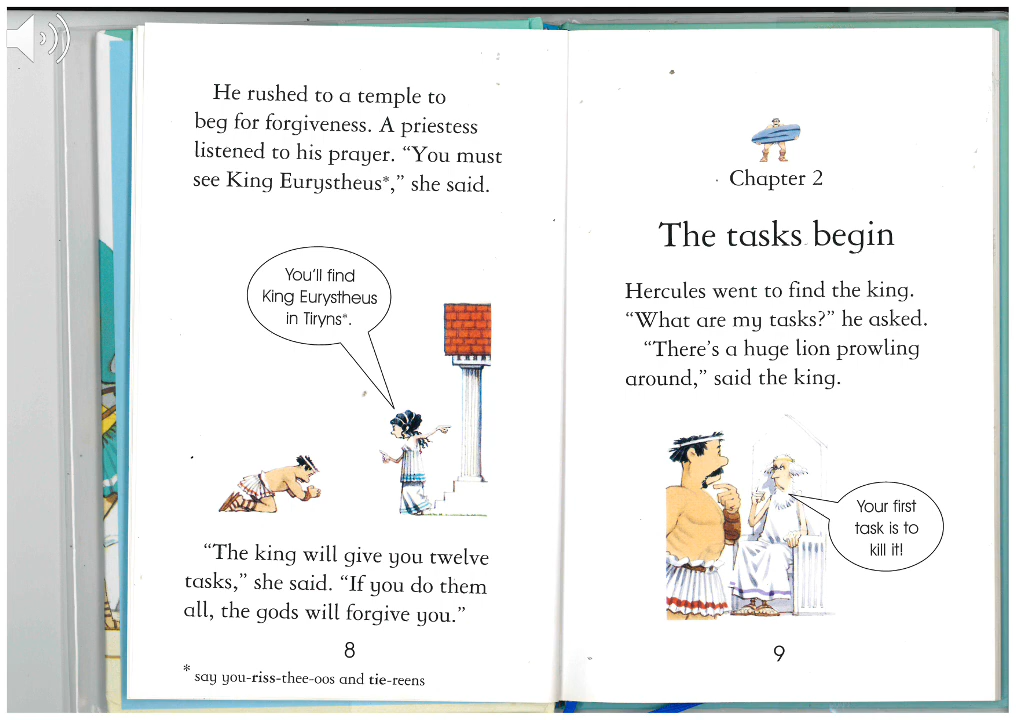 He rushed to a temple to
beg for forgiveness. A priestess
listened to his prayer. “You must
see King Eurystheus*,” she said.
You’ll find
King Eurystheus
in Tiryns*.
“The king will give you twelve
tasks,” she said. “If you do them
all, the gods will forgive you.”
8
* say you-riss-thee-oos and tie-reens
Chapter 2
The tasks begin
Hercules went to find the king.
“What are my tasks?” he asked.
“There’s a huge lion prowling
around,” said the king.
Your first
task is to
kill it!
9